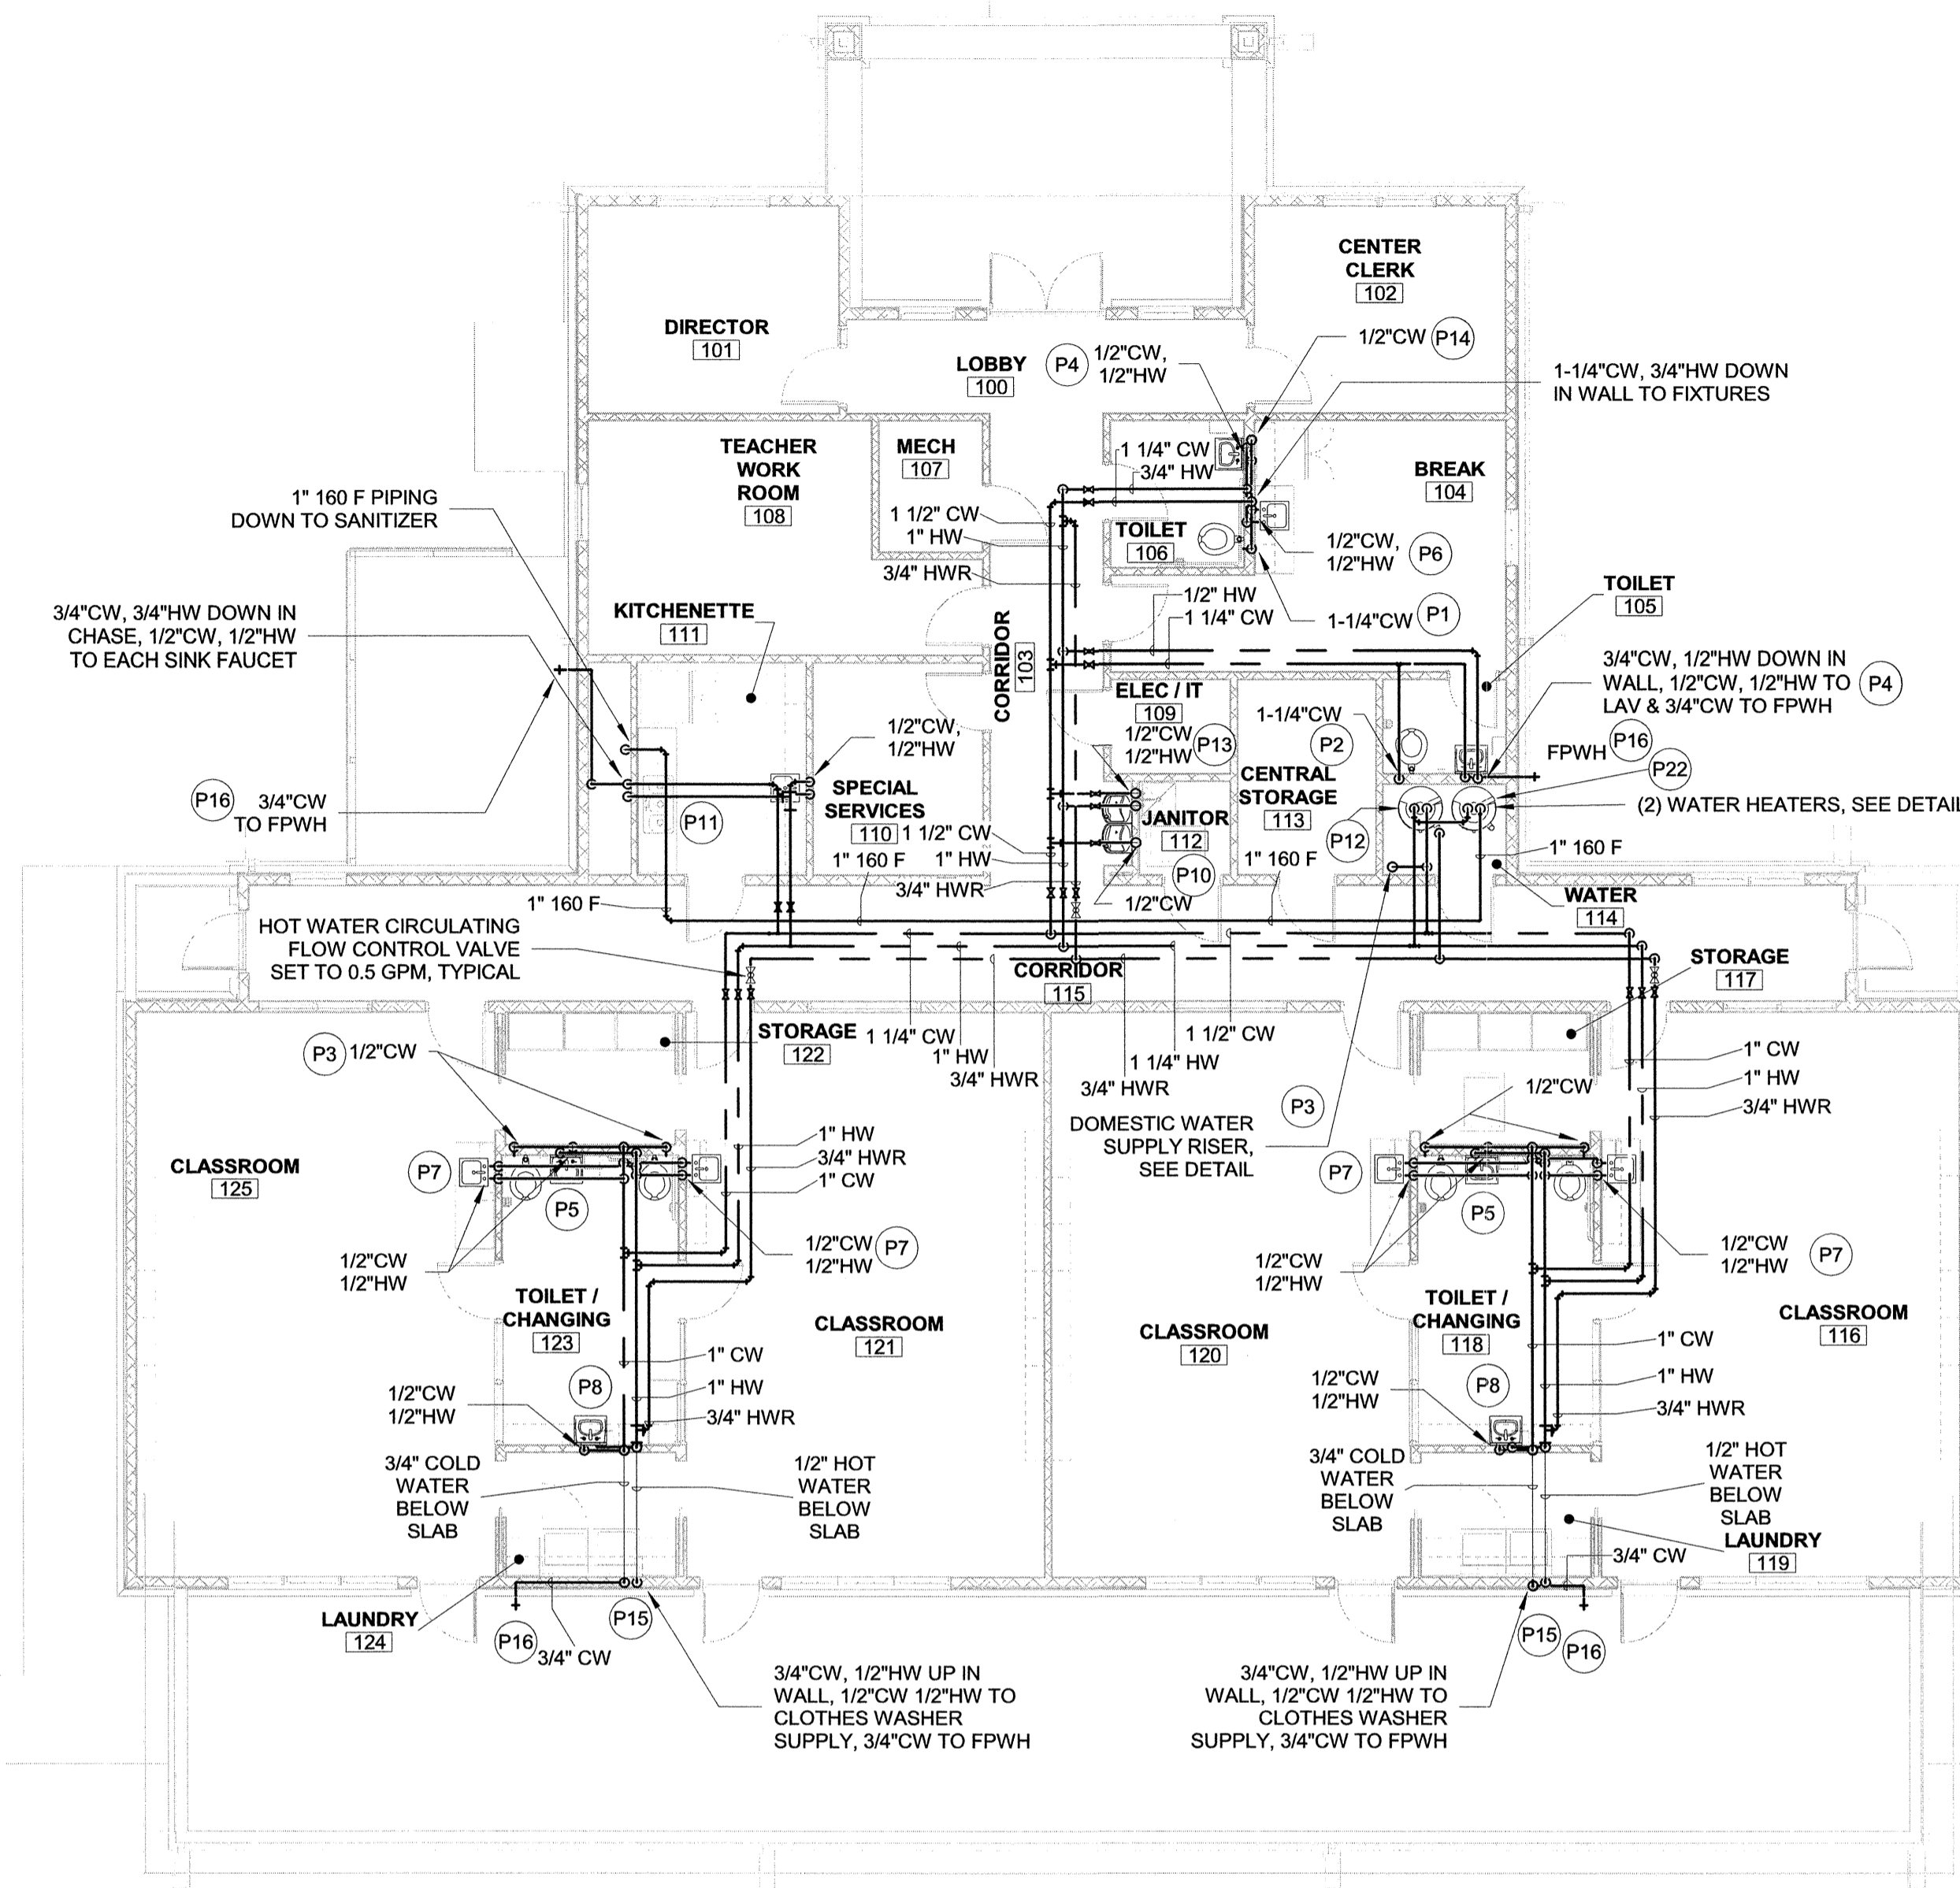 CENTER
CLERK
102
DIRECTOR
101
LOBBY
100
P4
1/2"CW,
1/2"HW
1/2"CW
P14
1-1/4"CW, 3/4"HW DOWN
IN WALL TO FIXTURES
TEACHER
WORK
ROOM
108
MECH
107
1 1/4" CW
3/4" HW
BREAK
104
1" 160 F PIPING
DOWN TO SANITIZER
1 1/2" CW
1" HW
3/4" HWR
TOILET
106
1/2"CW,
1/2"HW
P6
TOILET
105
3/4"CW, 3/4"HW DOWN IN
CHASE, 1/2"CW, 1/2"HW
TO EACH SINK FAUCET
KITCHENETTE
111
CORRIDOR
103
1/2" HW
1 1/4" CW
1-1/4"CW
P1
3/4"CW, 1/2"HW DOWN IN
WALL, 1/2"CW, 1/2"HW TO
LAV & 3/4"CW TO FPWH
P4
ELEC / IT
109
1/2"CW
1/2"HW
P13
1-1/4"CW
P2
FPWH
P16
P22
1/2"CW,
1/2"HW
P16
3/4"CW
TO FPWH
P11
SPECIAL
SERVICES
110
CENTRAL
STORAGE
113
JANITOR
112
P12
(2) WATER HEATERS, SEE DETAIL
1 1/2" CW
1" HW
3/4" HWR
1" 160 F
P10
1/2"CW
1" 160 F
1" 160 F
WATER
114
1" 160 F
HOT WATER CIRCULATING
FLOW CONTROL VALVE
SET TO 0.5 GPM, TYPICAL
CORRIDOR
115
STORAGE
117
P3
1/2"CW
STORAGE
122
1 1/4" CW
1" HW
3/4" HWR
1 1/2" CW
1 1/4" HW
3/4" HWR
1" CW
1" HW
3/4" HWR
P3
1/2"CW
DOMESTIC WATER
SUPPLY RISER,
SEE DETAIL
1" HW
3/4" HWR
1" CW
CLASSROOM
125
P7
P5
P7
P5
1/2"CW
1/2"HW
1/2"CW
1/2"HW
P7
1/2"CW
1/2"HW
1/2"CW
1/2"HW
P7
TOILET /
CHANGING
123
CLASSROOM
121
CLASSROOM
120
TOILET /
CHANGING
118
CLASSROOM
116
1" CW
1" HW
3/4" HWR
P8
1/2"CW
1/2"HW
1" CW
1" HW
3/4" HWR
P8
1/2"CW
1/2"HW
3/4" COLD
WATER
BELOW
SLAB
1/2" HOT
WATER
BELOW
SLAB
3/4" COLD
WATER
BELOW
SLAB
1/2" HOT
WATER
BELOW
SLAB
LAUNDRY
119
3/4" CW
LAUNDRY
124
P16
3/4" CW
P15
P15
P16
3/4"CW, 1/2"HW UP IN
WALL, 1/2"CW 1/2"HW TO
CLOTHES WASHER
SUPPLY, 3/4"CW TO FPWH
3/4"CW, 1/2"HW UP IN
WALL, 1/2"CW 1/2"HW TO
CLOTHES WASHER
SUPPLY, 3/4"CW TO FPWH